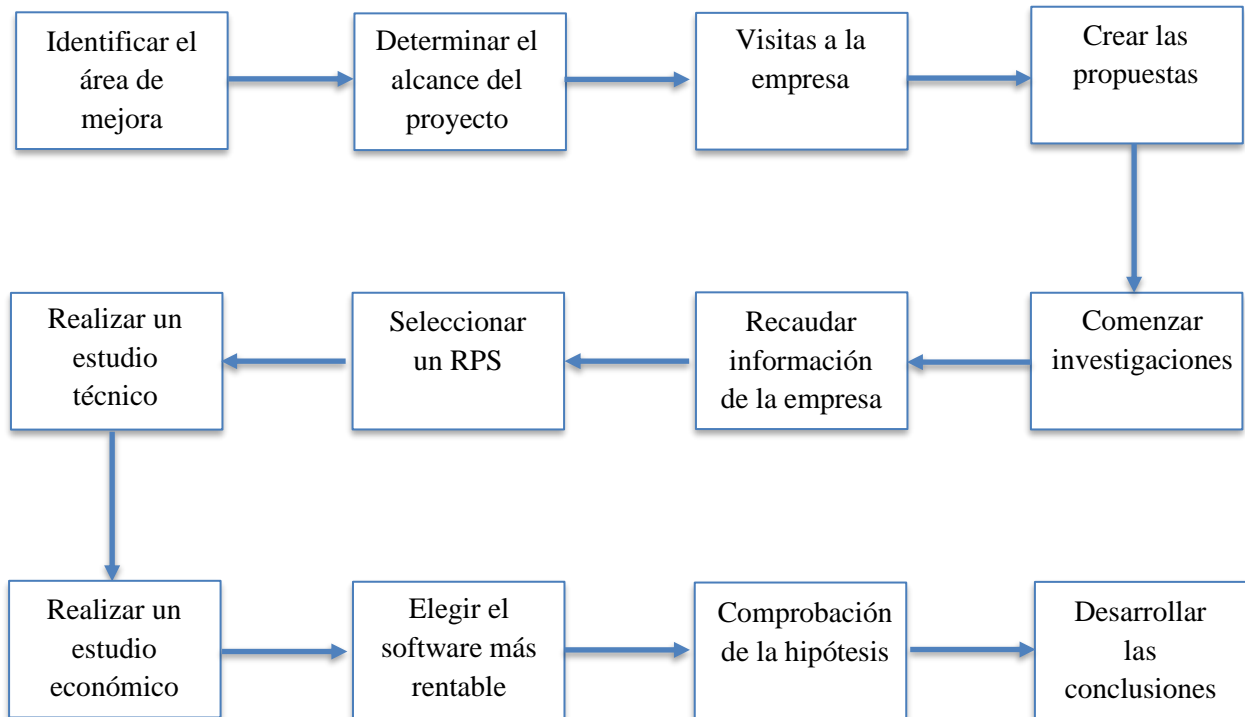 Identificar el
área de
mejora
Determinar el
alcance del
proyecto
Visitas a la
empresa
Crear las
propuestas
Comenzar
investigaciones
Recaudar
información
de la empresa
Seleccionar
un RPS
Realizar un
estudio
técnico
Realizar un
estudio
económico
Elegir el
software más
rentable
Comprobación
de la hipótesis
Desarrollar
las
conclusiones